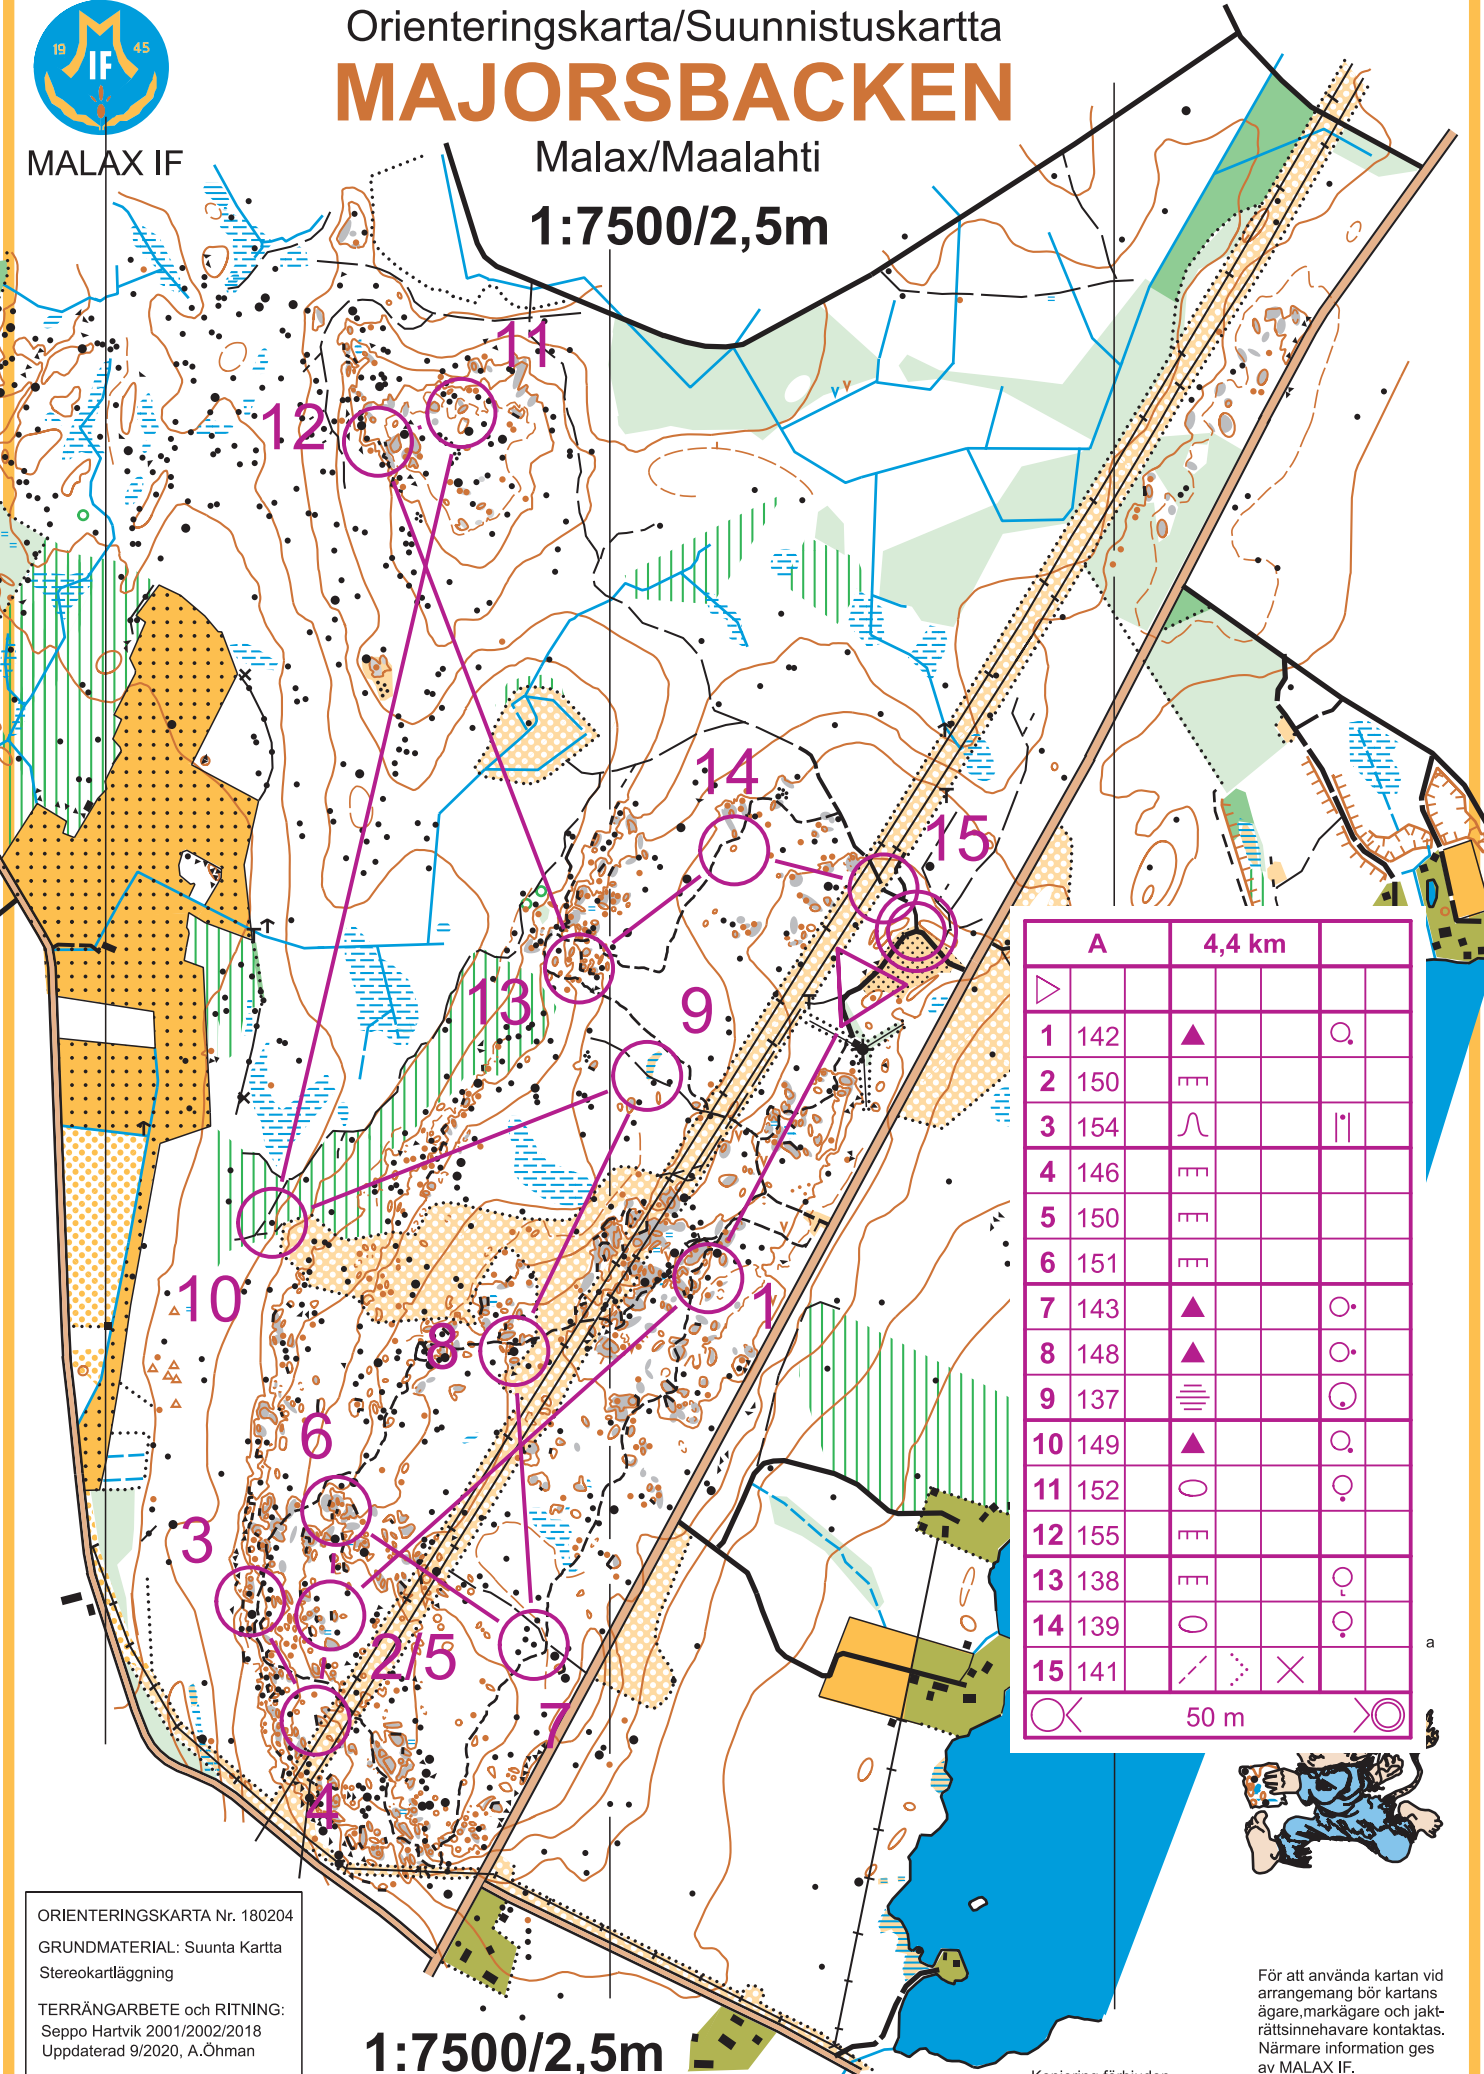 19 45
IF
MALAX IF
Orienteringskarta/Suunnistuskartta
MAJORSBACKEN
Malax/Maalahti
1:7500/2,5m
11
12
14
15
13
9
10
8
1
6
3
2/5
7
4
A 4,4 km
1 142
2 150
3 154
4 146
5 150
6 151
7 143
8 148
9 137
10 149
11 152
12 155
13 138
14 139
15 141
50 m
a
ORIENTERINGSKARTA Nr. 180204
GRUNDMATERIAL: Suunta Kartta
Stereokartläggning
TERRÄNGARBETE och RITNING:
Seppo Hartvik 2001/2002/2018
Uppdaterad 9/2020, A.Öhman
1:7500/2,5m
För att använda kartan vid
arrangemang bör kartans
ägare,markägare och jakt-
rättsinnehavare kontaktas.
Närmare information ges
av MALAX IF.